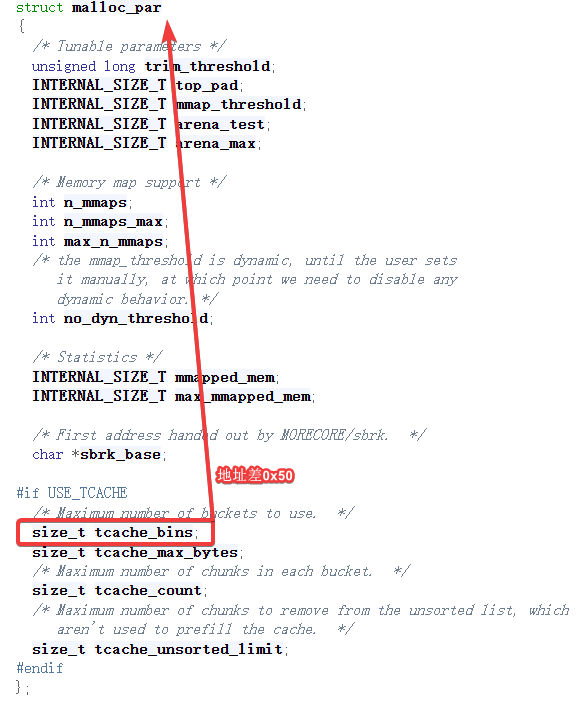 struct malloc_par
{
/* Tunable parameters */
unsigned long trim_threshold;
INTERNAL_SIZE_T top_pad;
INTERNAL_SIZE_T mmap_threshold;
INTERNAL_SIZE_T arena_test;
INTERNAL_SIZE_T arena_max;
/* Memory map support */
int n_mmaps;
int n_mmaps_max;
int max_n_mmaps;
/* the mmap_threshold is dynamic, until the user sets
it manually, at which point we need to disable any
dynamic behavior. */
int no_dyn_threshold;
/* Statistics */
INTERNAL_SIZE_T mmapped_mem;
INTERNAL_SIZE_T max_mmapped_mem;
/* First address handed out by MORECORE/sbrk.  */
char *sbrk_base;
地址差0x50
#if USE_TCACHE
/* Maximum number of buckets to use.  */
size_t tcache_bins;
size_t tcache_max_bytes;
/* Maximum number of chunks in each bucket.  */
size_t tcache_count;
/* Maximum number of chunks to remove from the unsorted list, which
aren't used to prefill the cache.  */
size_t tcache_unsorted_limit;
#endif
};